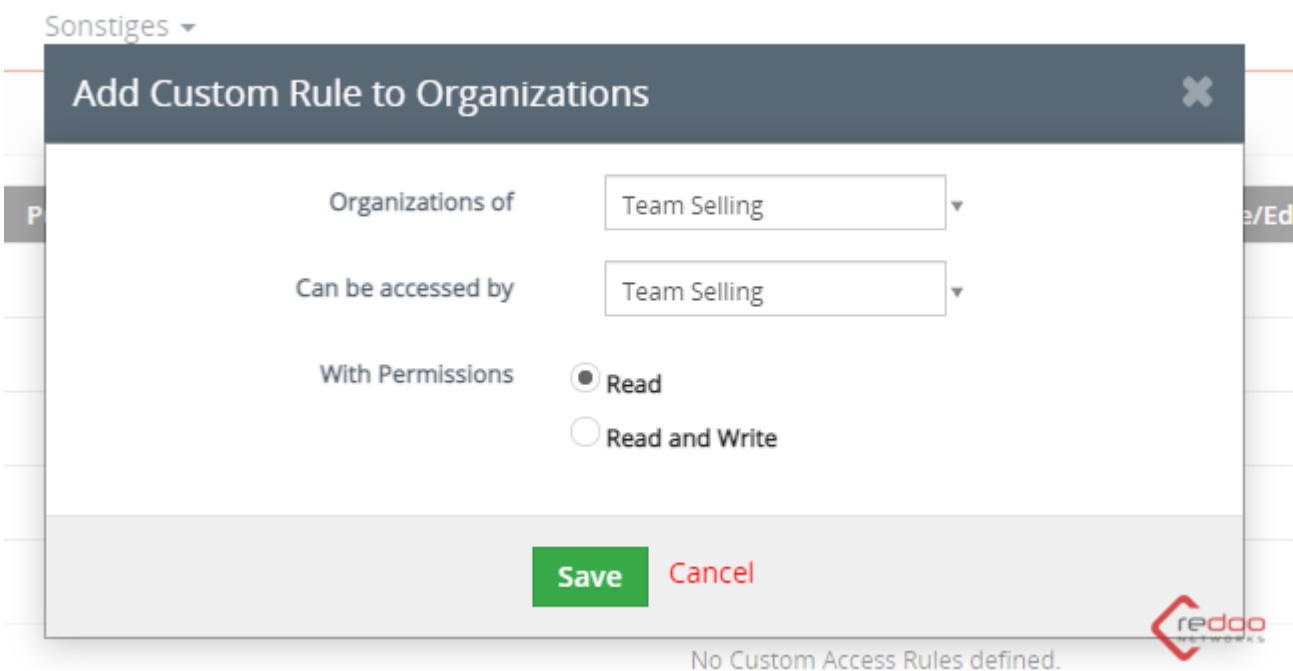 Sonstiges
Add Custom Rule to Organizations
Organizations of
Team Selling
Can be accessed by
Team Selling
With Permissions
Read
Read and Write
Save Cancel
redoo
NETWORKS
No Custom Access Rules defined.